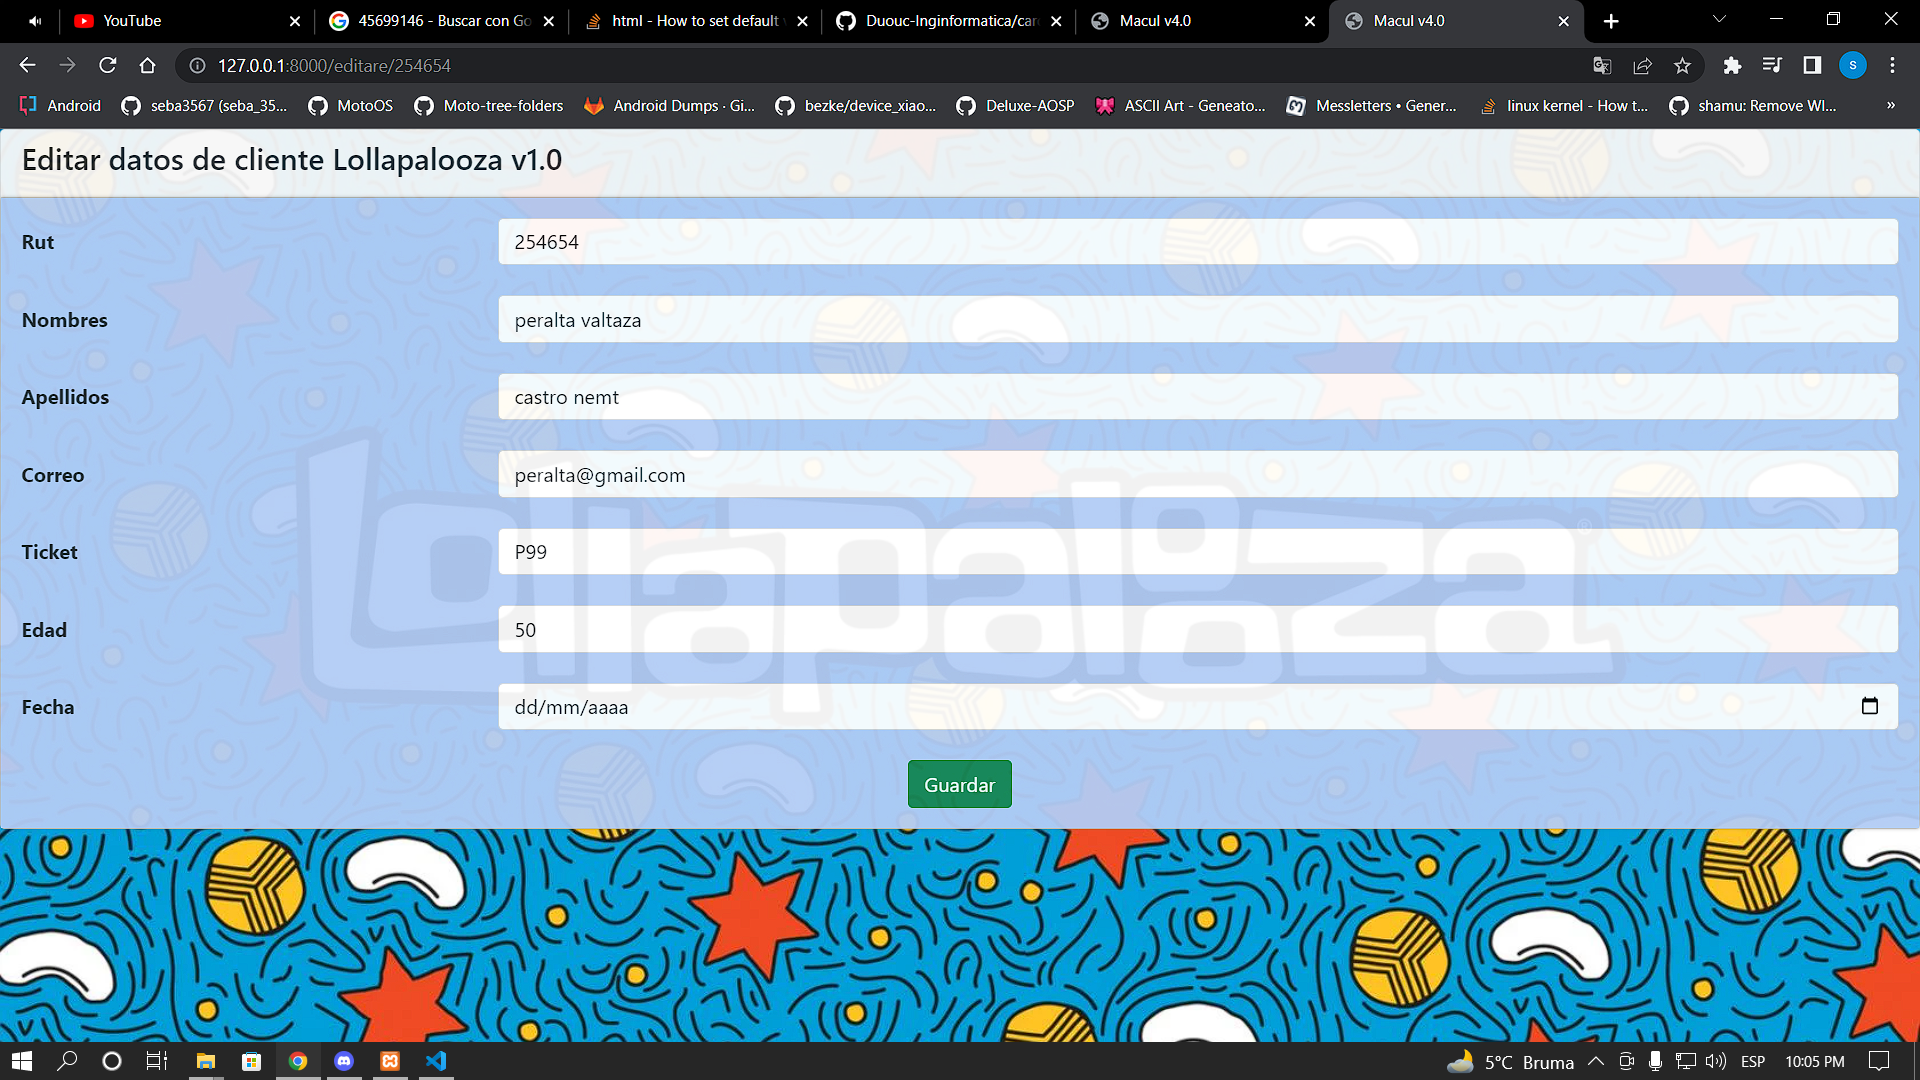 YouTube
45699146 - Buscar con Go
html - How to set default v
Duouc-Inginformatica/care
Macul v4.0
Macul v4.0
127.0.0.1:8000/editare/254654
S
Android
seba3567 (seba_35...
MotoOS
Moto-tree-folders
Android Dumps · Gi...
bezke/device_xiao...
Deluxe-AOSP
ASCII Art - Geneato...
Messletters • Gener...
linux kernel - How t...
shamu: Remove WI...
»
Editar datos de cliente Lollapalooza v1.0
Rut
254654
Nombres
peralta valtaza
Apellidos
castro nemt
Correo
peralta@gmail.com
Ticket
P99
Edad
50
Fecha
dd/mm/aaaa
Guardar
lollapalooza®
5°C Bruma
ESP
10:05 PM